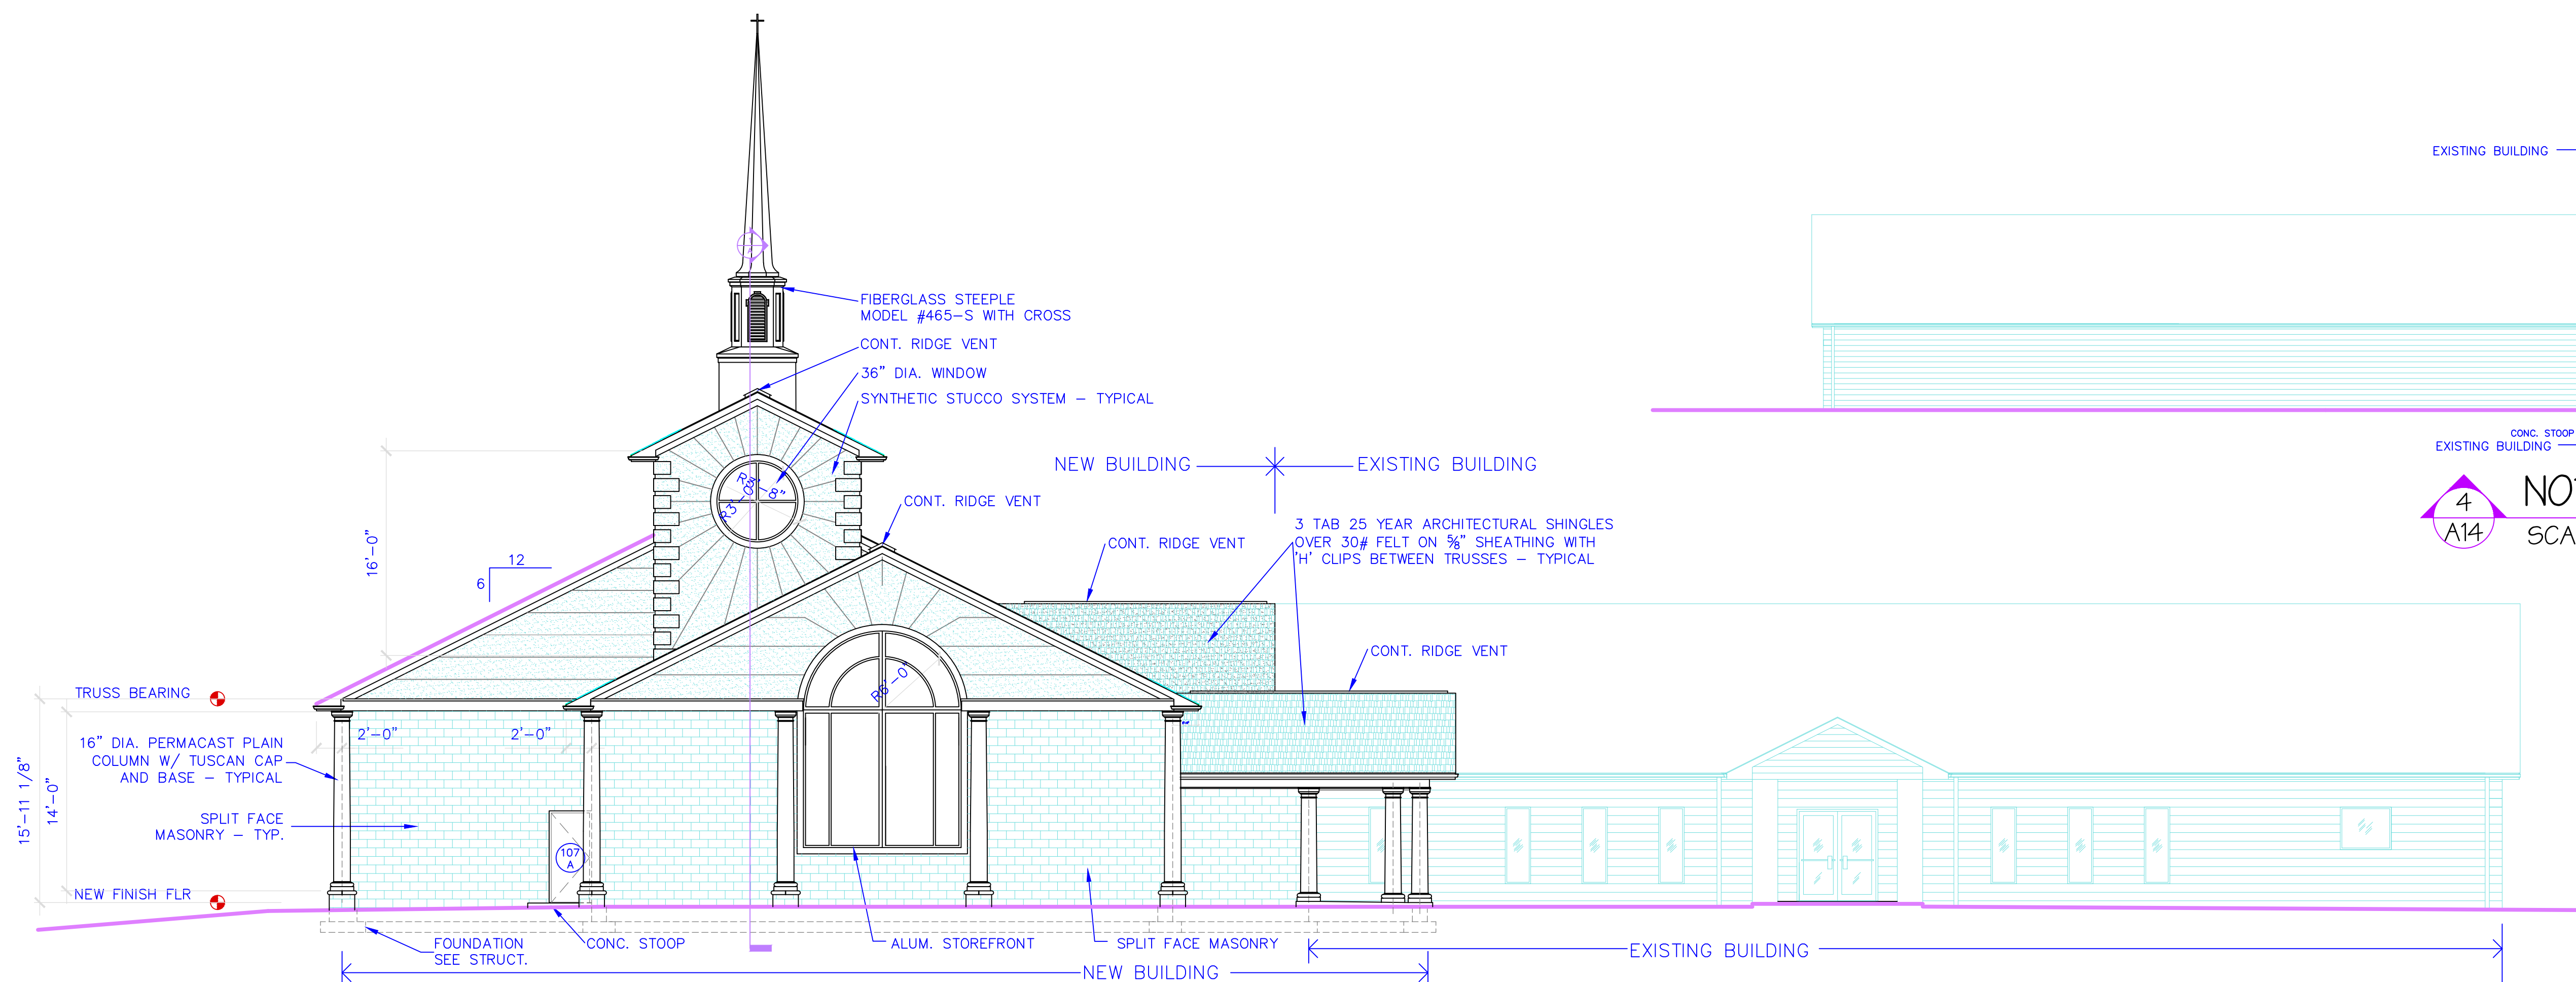 EXISTING BUILDING
FIBERGLASS STEEPLE
MODEL #465-S WITH CROSS
CONT. RIDGE VENT
36" DIA. WINDOW
SYNTHETIC STUCCO SYSTEM - TYPICAL
CONC. STOOP
EXISTING BUILDING
NEW BUILDING
EXISTING BUILDING
4
A14
SCA
R3'-0"
CONT. RIDGE VENT
3 TAB 25 YEAR ARCHITECTURAL SHINGLES
OVER 30# FELT ON ⅝" SHEATHING WITH
'H' CLIPS BETWEEN TRUSSES - TYPICAL
CONT. RIDGE VENT
16'-0"
12
6
CONT. RIDGE VENT
R6'-0"
TRUSS BEARING
2'-0"
2'-0"
16" DIA. PERMACAST PLAIN
COLUMN W/ TUSCAN CAP
AND BASE - TYPICAL
15'-11 1/8"
14'-0"
SPLIT FACE
MASONRY - TYP.
107
A
NEW FINISH FLR
FOUNDATION
SEE STRUCT.
CONC. STOOP
ALUM. STOREFRONT
SPLIT FACE MASONRY
EXISTING BUILDING
NEW BUILDING